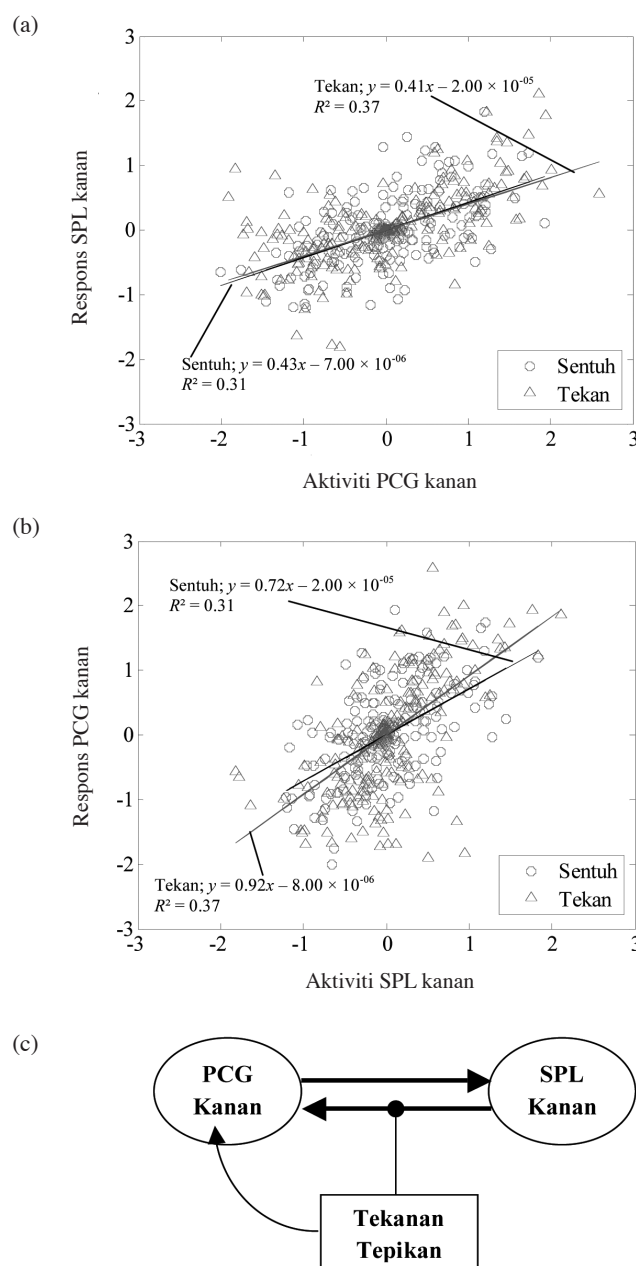 (a)
3
2
1
0
-1
-2
-3
Respons SPL kanan
Tekan; y = 0.41x – 2.00 × 10⁻⁰⁵
R² = 0.37
Sentuh; y = 0.43x – 7.00 × 10⁻⁰⁶
R² = 0.31
Sentuh
Tekan
-3 -2 -1 0 1 2 3
Aktiviti PCG kanan
(b)
3
2
1
0
-1
-2
-3
Respons PCG kanan
Sentuh; y = 0.72x – 2.00 × 10⁻⁰⁵
R² = 0.31
Tekan; y = 0.92x – 8.00 × 10⁻⁰⁶
R² = 0.37
Sentuh
Tekan
-3 -2 -1 0 1 2 3
Aktiviti SPL kanan
(c)
PCG
Kanan
SPL
Kanan
Tekanan
Tepikan